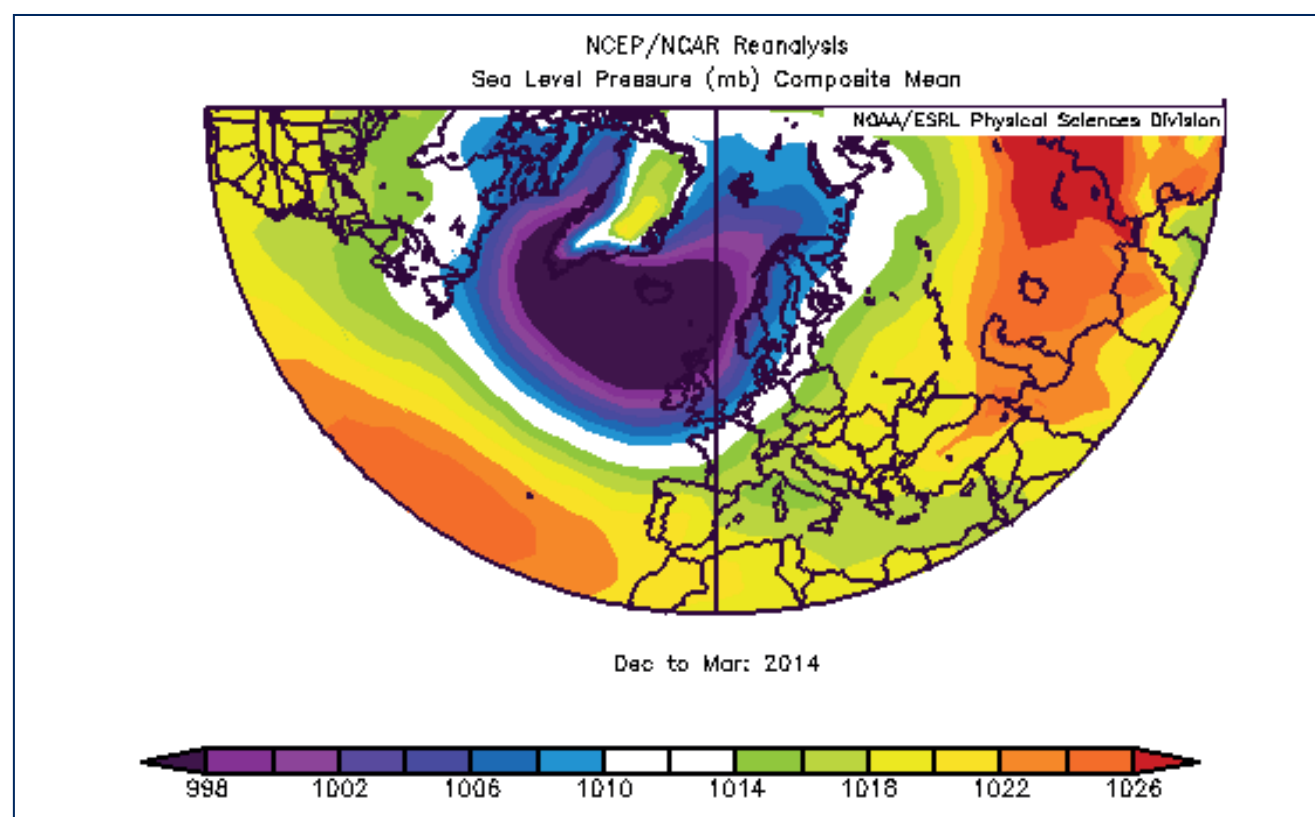 NCEP/NCAR Reanalysis
Sea Level Pressure (mb) Composite Mean
NOAA/ESRL Physical Sciences Division
Dec to Mar: 2014
998 1002 1006 1010 1014 1018 1022 1026